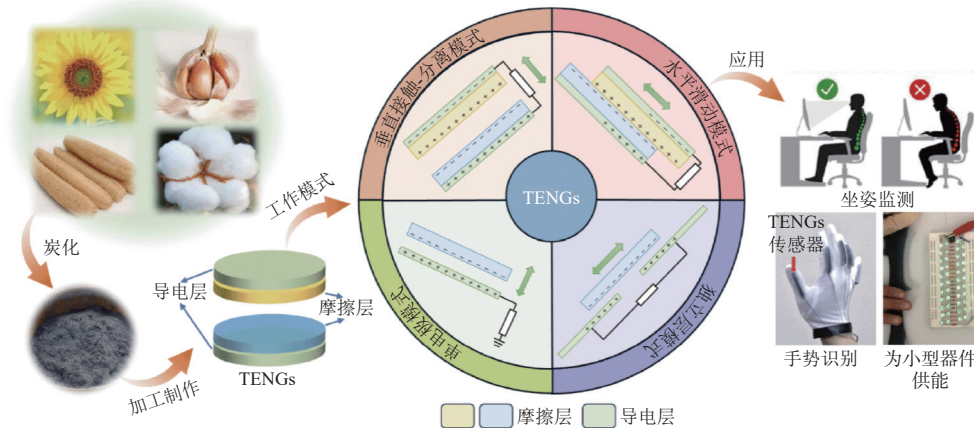 炭化
加工制作
导电层
摩擦层
TENGs
工作模式
垂直接触-分离模式
水平滑动模式
单电极模式
独立层模式
TENGs
摩擦层
导电层
应用
坐姿监测
TENGs
传感器
手势识别
为小型器件
供能